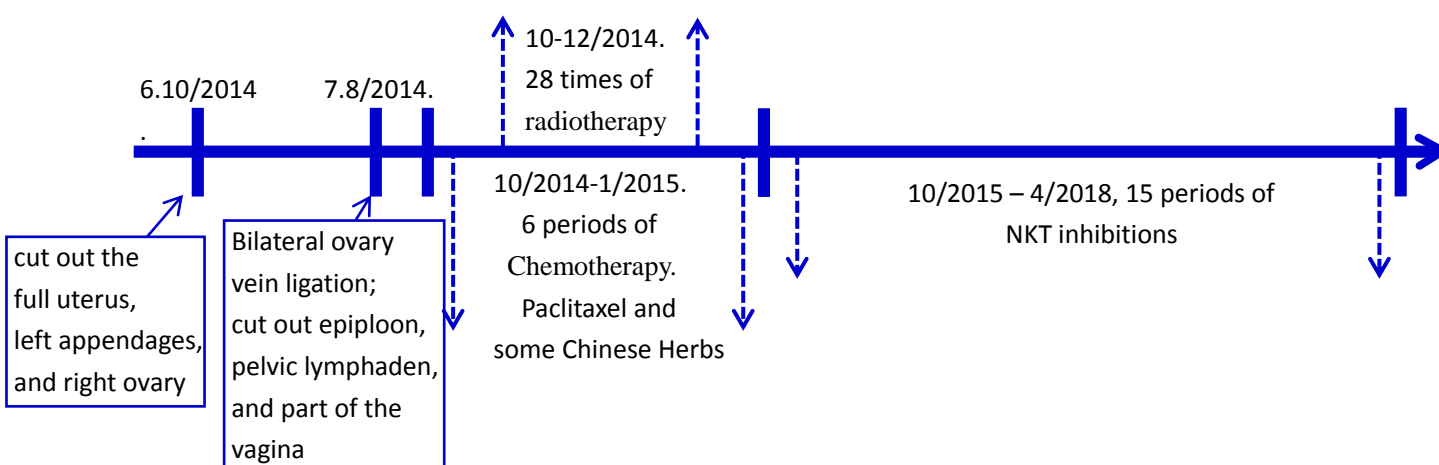 6.10/2014
.
7.8/2014.
10-12/2014.
28 times of
radiotherapy
cut out the
full uterus,
left appendages,
and right ovary
Bilateral ovary
vein ligation;
cut out epiploon,
pelvic lymphaden,
and part of the
vagina
10/2014-1/2015.
6 periods of
Chemotherapy.
Paclitaxel and
some Chinese Herbs
10/2015 – 4/2018, 15 periods of
NKT inhibitions